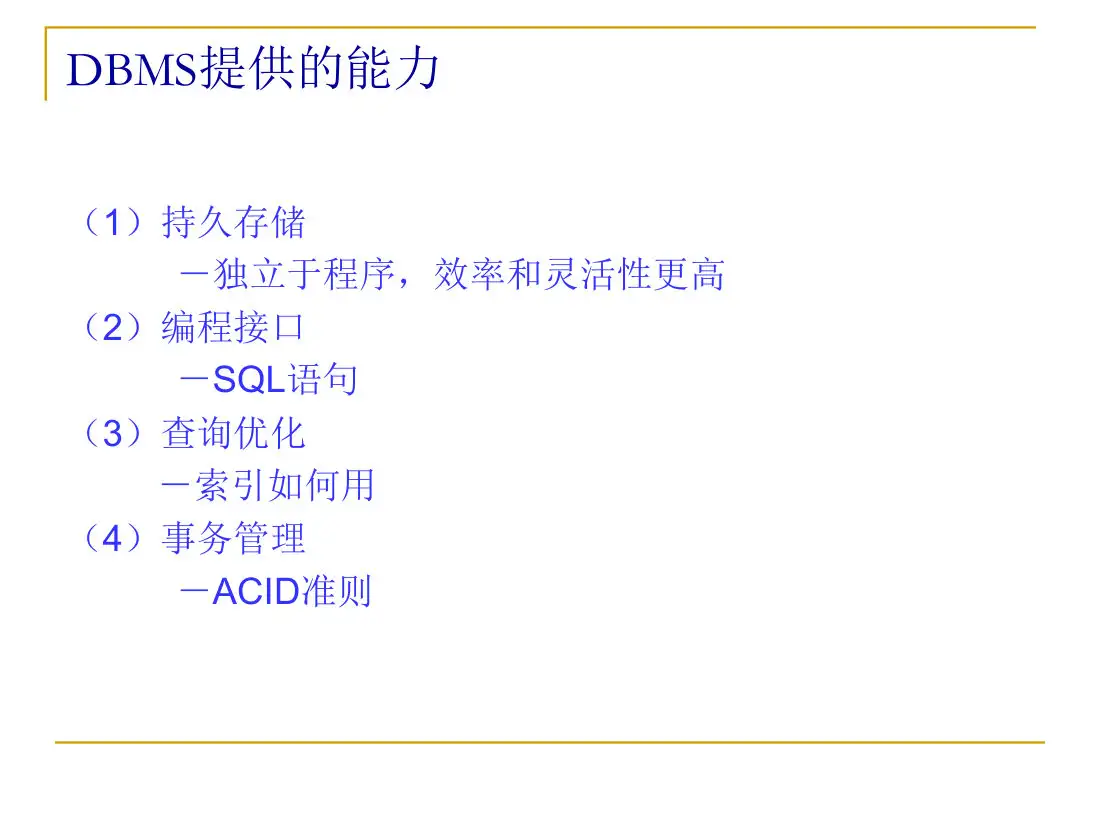 DBMS提供的能力
（1）持久存储
－独立于程序，效率和灵活性更高
（2）编程接口
－SQL语句
（3）查询优化
－索引如何用
（4）事务管理
－ACID准则